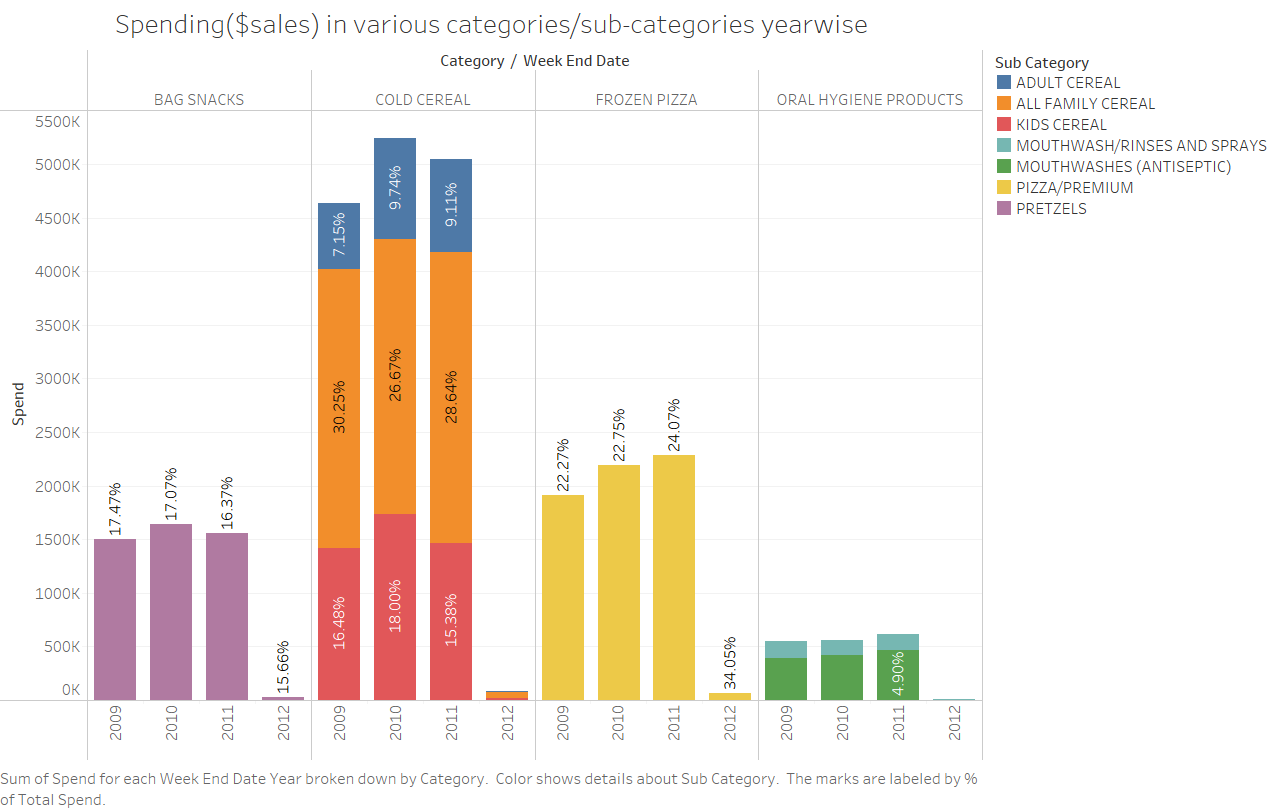 Spending($sales) in various categories/sub-categories yearwise
Category / Week End Date
BAG SNACKS
COLD CEREAL
FROZEN PIZZA
ORAL HYGIENE PRODUCTS
Sub Category
ADULT CEREAL
ALL FAMILY CEREAL
KIDS CEREAL
MOUTHWASH/RINSES AND SPRAYS
MOUTHWASHES (ANTISEPTIC)
PIZZA/PREMIUM
PRETZELS
Spend
5500K
5000K
4500K
4000K
3500K
3000K
2500K
2000K
1500K
1000K
500K
0K
17.47%
17.07%
16.37%
15.66%
7.15%
30.25%
16.48%
9.74%
26.67%
18.00%
9.11%
28.64%
15.38%
22.27%
22.75%
24.07%
34.05%
4.90%
2009
2010
2011
2012
2009
2010
2011
2012
2009
2010
2011
2012
2009
2010
2011
2012
Sum of Spend for each Week End Date Year broken down by Category. Color shows details about Sub Category. The marks are labeled by %
of Total Spend.